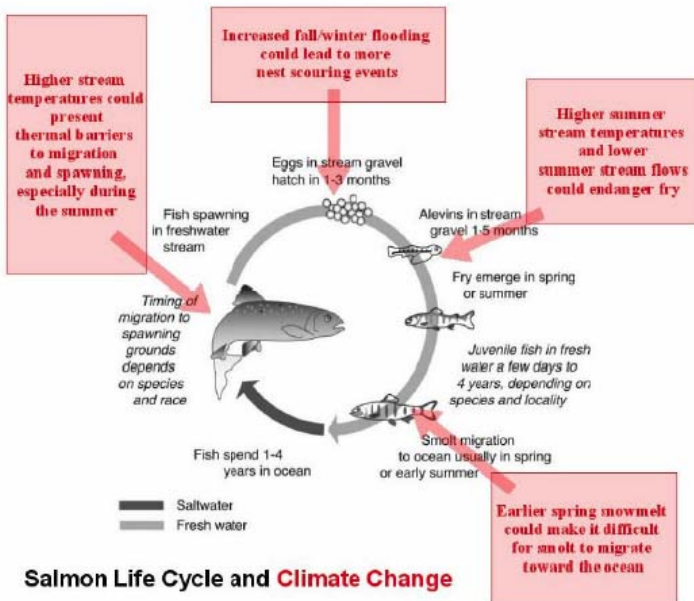 Increased fall/winter flooding
could lead to more
nest scouring events
Higher stream
temperatures could
present
thermal barriers
to migration
and spawning,
especially during
the summer
Higher summer
stream temperatures
and lower
summer stream flows
could endanger fry
Eggs in stream gravel
hatch in 1-3 months
Fish spawning
in freshwater
stream
Alevins in stream
gravel 1-5 months
Fry emerge in spring
or summer
Timing of
migration to
spawning
grounds
depends
on species
and race
Juvenile fish in fresh
water a few days to
4 years, depending on
species and locality
Smolt migration
to ocean usually in spring
or early summer
Fish spend 1-4
years in ocean
Saltwater
Fresh water
Earlier spring snowmelt
could make it difficult
for smolt to migrate
toward the ocean
Salmon Life Cycle and Climate Change